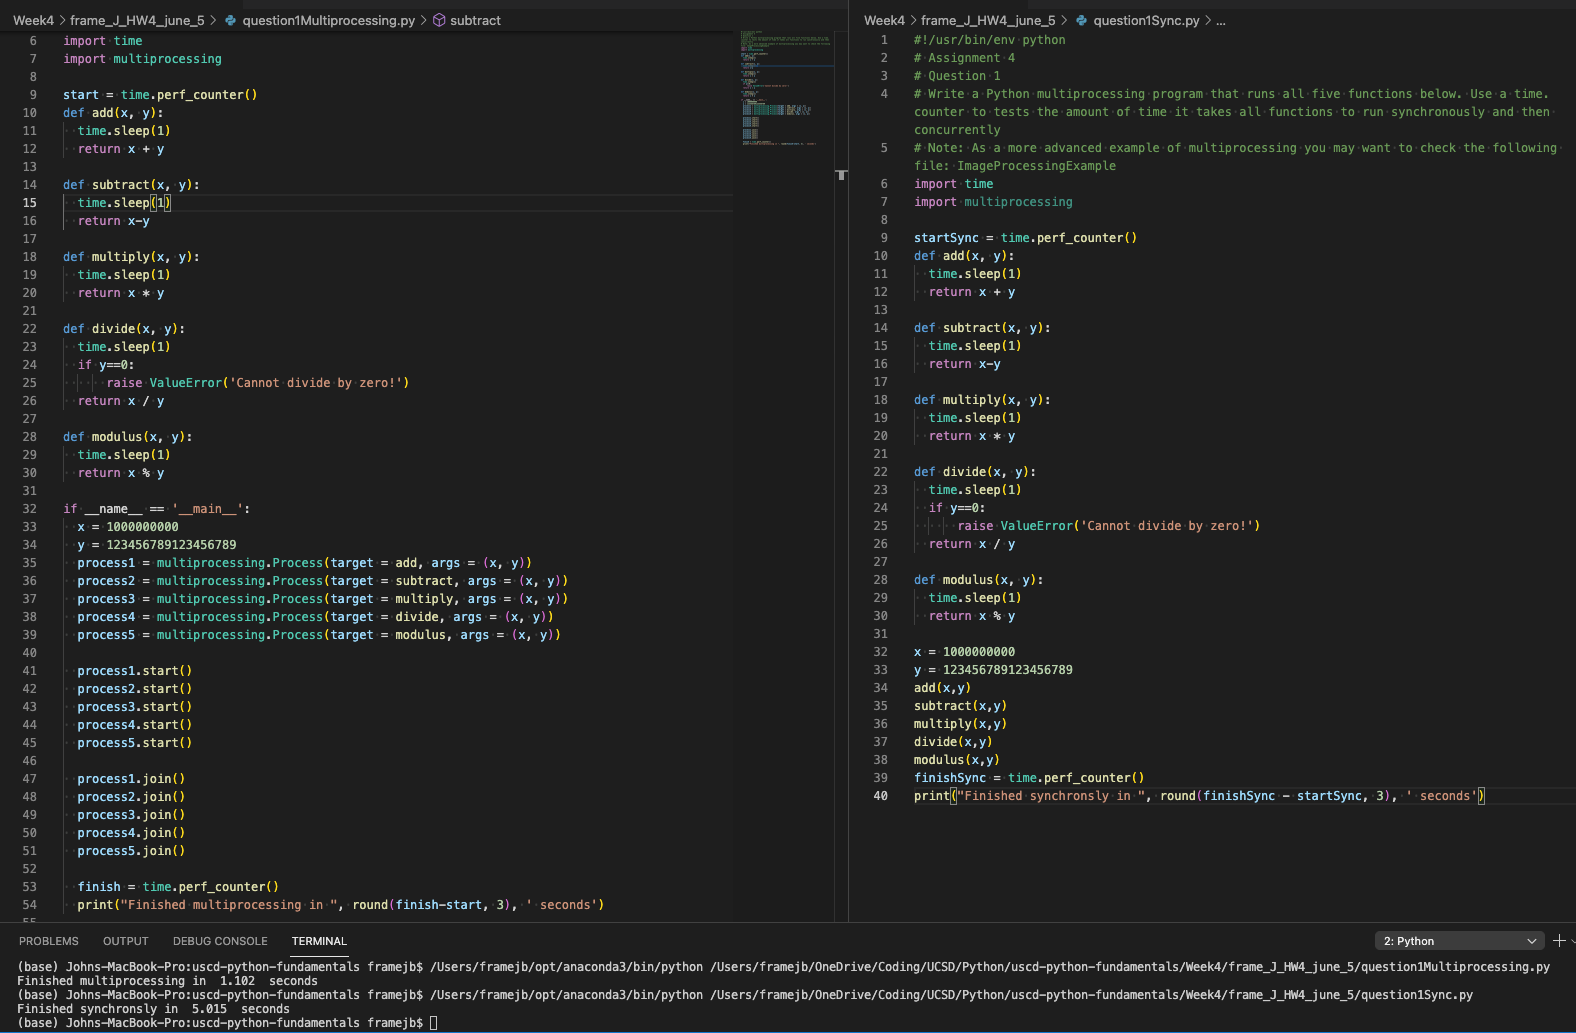 Week4 > frame_J_HW4_june_5 > question1Multiprocessing.py > subtract
6 import time
7 import multiprocessing
8
9 start = time.perf_counter()
10 def add(x, y):
11 time.sleep(1)
12 return x + y
13
14 def subtract(x, y):
15 time.sleep(1)
16 return x-y
17
18 def multiply(x, y):
19 time.sleep(1)
20 return x * y
21
22 def divide(x, y):
23 time.sleep(1)
24 if y==0:
25 raise ValueError('Cannot divide by zero!')
26 return x / y
27
28 def modulus(x, y):
29 time.sleep(1)
30 return x % y
31
32 if __name__ == '__main__':
33 x = 1000000000
34 y = 123456789123456789
35 process1 = multiprocessing.Process(target = add, args = (x, y))
36 process2 = multiprocessing.Process(target = subtract, args = (x, y))
37 process3 = multiprocessing.Process(target = multiply, args = (x, y))
38 process4 = multiprocessing.Process(target = divide, args = (x, y))
39 process5 = multiprocessing.Process(target = modulus, args = (x, y))
40
41 process1.start()
42 process2.start()
43 process3.start()
44 process4.start()
45 process5.start()
46
47 process1.join()
48 process2.join()
49 process3.join()
50 process4.join()
51 process5.join()
52
53 finish = time.perf_counter()
54 print("Finished multiprocessing in ", round(finish-start, 3), ' seconds')
55
Week4 > frame_J_HW4_june_5 > question1Sync.py > ...
1 #!/usr/bin/env python
2 # Assignment 4
3 # Question 1
4 # Write a Python multiprocessing program that runs all five functions below. Use a time.
counter to tests the amount of time it takes all functions to run synchronously and then
concurrently
5 # Note: As a more advanced example of multiprocessing you may want to check the following
file: ImageProcessingExample
6 import time
7 import multiprocessing
8
9 startSync = time.perf_counter()
10 def add(x, y):
11 time.sleep(1)
12 return x + y
13
14 def subtract(x, y):
15 time.sleep(1)
16 return x-y
17
18 def multiply(x, y):
19 time.sleep(1)
20 return x * y
21
22 def divide(x, y):
23 time.sleep(1)
24 if y==0:
25 raise ValueError('Cannot divide by zero!')
26 return x / y
27
28 def modulus(x, y):
29 time.sleep(1)
30 return x % y
31
32 x = 1000000000
33 y = 123456789123456789
34 add(x,y)
35 subtract(x,y)
36 multiply(x,y)
37 divide(x,y)
38 modulus(x,y)
39 finishSync = time.perf_counter()
40 print("Finished synchronsly in ", round(finishSync - startSync, 3), ' seconds')
PROBLEMS OUTPUT DEBUG CONSOLE TERMINAL 2: Python
(base) Johns-MacBook-Pro:uscd-python-fundamentals framejb$ /Users/framejb/opt/anaconda3/bin/python /Users/framejb/OneDrive/Coding/UCSD/Python/uscd-python-fundamentals/Week4/frame_J_HW4_june_5/question1Multiprocessing.py
Finished multiprocessing in  1.102  seconds
(base) Johns-MacBook-Pro:uscd-python-fundamentals framejb$ /Users/framejb/opt/anaconda3/bin/python /Users/framejb/OneDrive/Coding/UCSD/Python/uscd-python-fundamentals/Week4/frame_J_HW4_june_5/question1Sync.py
Finished synchronsly in  5.015  seconds
(base) Johns-MacBook-Pro:uscd-python-fundamentals framejb$